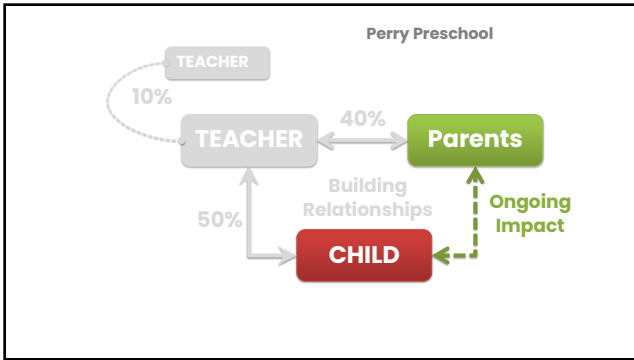 Perry Preschool
TEACHER
10%
TEACHER
40%
Parents
Building
Relationships
Ongoing
Impact
50%
CHILD